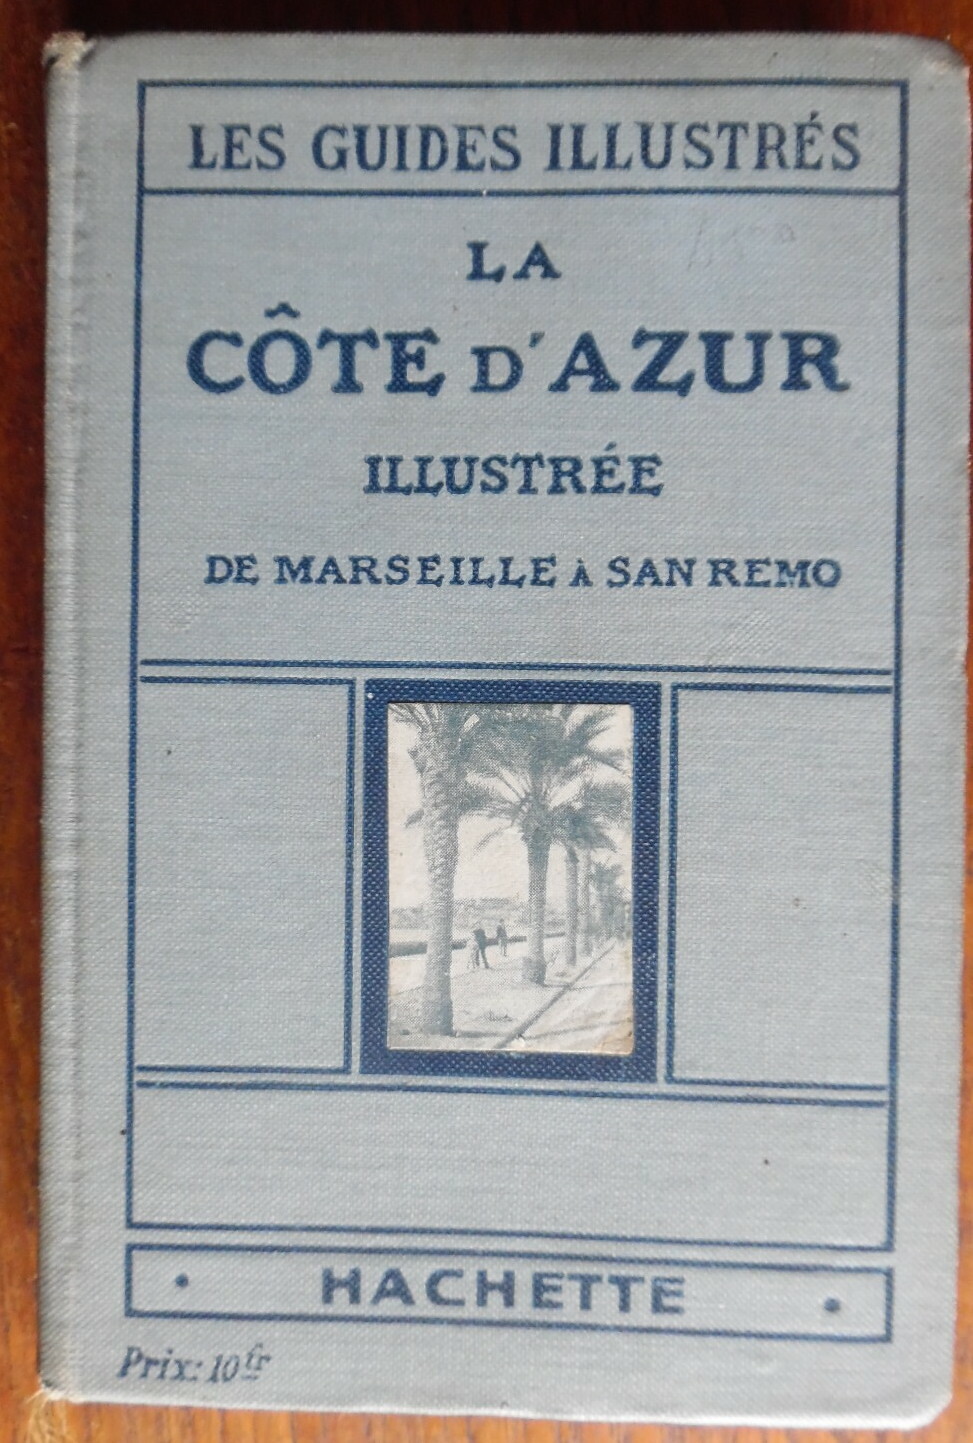 LES GUIDES ILLUSTRÉS
LA
CÔTE D'AZUR
ILLUSTRÉE
DE MARSEILLE À SAN REMO
• HACHETTE •
Prix: 10fr